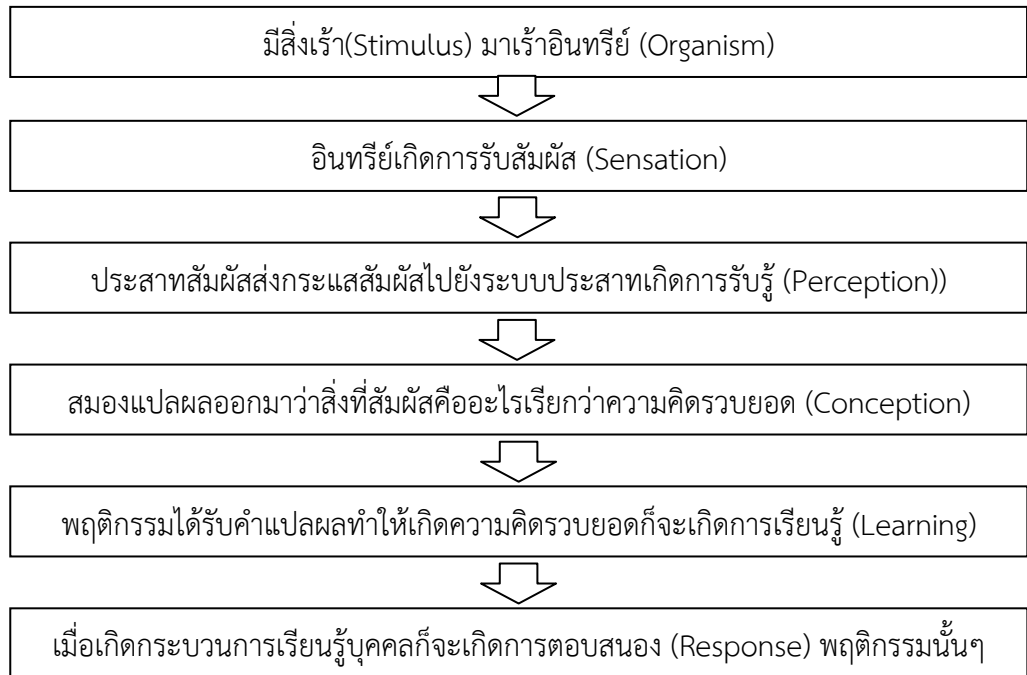 มีสิ่งเร้า(Stimulus) มาเร้าอินทรีย์ (Organism)
อินทรีย์เกิดการรับสัมผัส (Sensation)
ประสาทสัมผัสส่งกระแสสัมผัสไปยังระบบประสาทเกิดการรับรู้ (Perception))
สมองแปลผลออกมาว่าสิ่งที่สัมผัสคืออะไรเรียกว่าความคิดรวบยอด (Conception)
พฤติกรรมได้รับคำแปลผลทำให้เกิดความคิดรวบยอดก็จะเกิดการเรียนรู้ (Learning)
เมื่อเกิดกระบวนการเรียนรู้บุคคลก็จะเกิดการตอบสนอง (Response) พฤติกรรมนั้นๆ